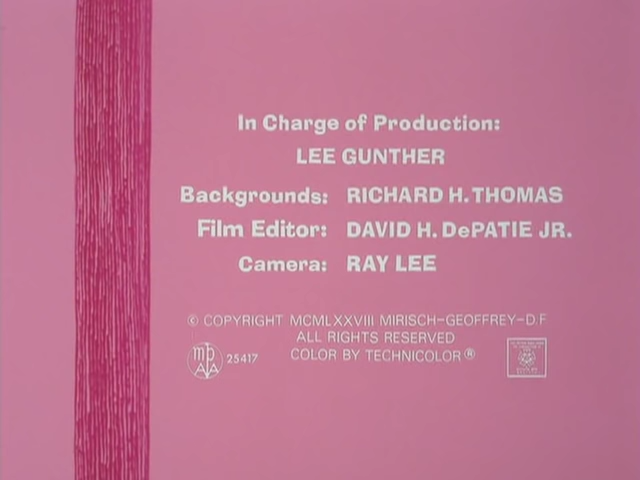 In Charge of Production:
LEE GUNTHER
Backgrounds: RICHARD H. THOMAS
Film Editor: DAVID H. DePATIE JR.
Camera: RAY LEE
© COPYRIGHT MCMLXXVIII MIRISCH-GEOFFREY-D.F
ALL RIGHTS RESERVED
COLOR BY TECHNICOLOR®
MPAA 25417